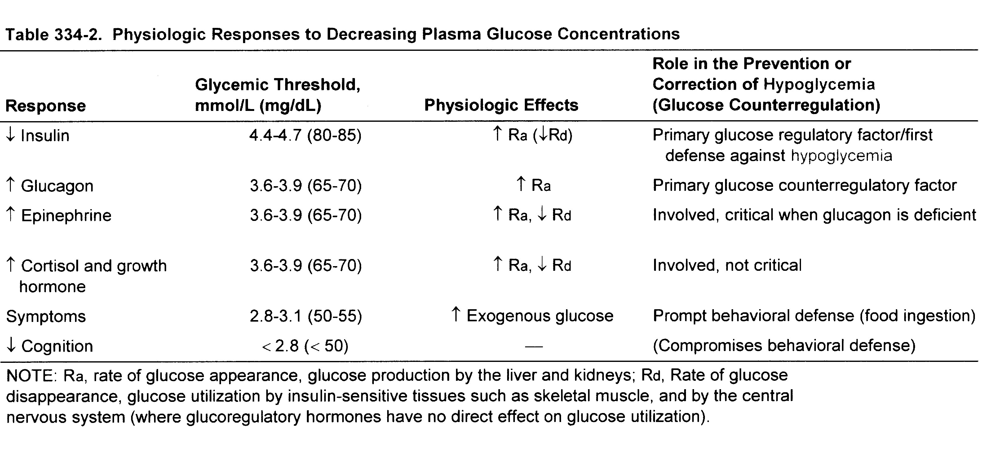 Table 334-2. Physiologic Responses to Decreasing Plasma Glucose Concentrations
Response
Glycemic Threshold,
mmol/L (mg/dL)
Physiologic Effects
Role in the Prevention or
Correction of Hypoglycemia
(Glucose Counterregulation)
↓ Insulin 4.4-4.7 (80-85) ↑ Ra (↓Rd) Primary glucose regulatory factor/first
defense against hypoglycemia
↑ Glucagon 3.6-3.9 (65-70) ↑ Ra Primary glucose counterregulatory factor
↑ Epinephrine 3.6-3.9 (65-70) ↑ Ra, ↓ Rd Involved, critical when glucagon is deficient
↑ Cortisol and growth 3.6-3.9 (65-70) ↑ Ra, ↓ Rd Involved, not critical
hormone
Symptoms 2.8-3.1 (50-55) ↑ Exogenous glucose Prompt behavioral defense (food ingestion)
↓ Cognition < 2.8 (< 50) — (Compromises behavioral defense)
NOTE: Ra, rate of glucose appearance, glucose production by the liver and kidneys; Rd, Rate of glucose
disappearance, glucose utilization by insulin-sensitive tissues such as skeletal muscle, and by the central
nervous system (where glucoregulatory hormones have no direct effect on glucose utilization).